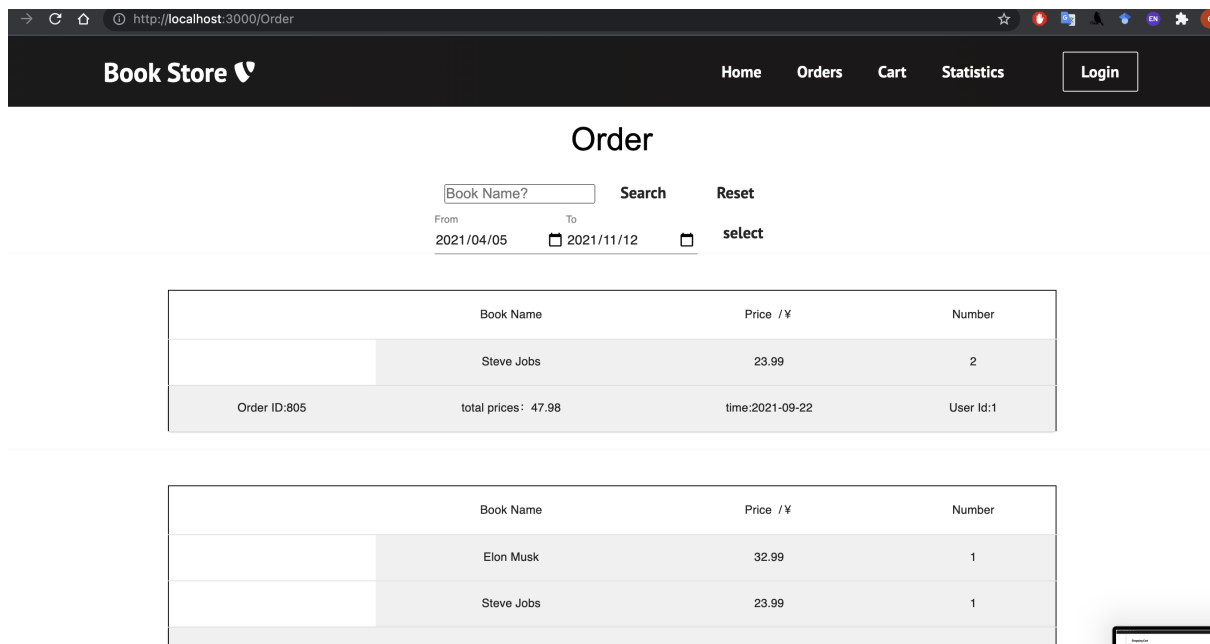 http://localhost:3000/Order
EN
Book Store Home Orders Cart Statistics Login
Order
Book Name? Search Reset
From To
2021/04/05 2021/11/12 select
Book Name Price /¥ Number
Steve Jobs 23.99 2
Order ID:805 total prices：47.98 time:2021-09-22 User Id:1
Book Name Price /¥ Number
Elon Musk 32.99 1
Steve Jobs 23.99 1